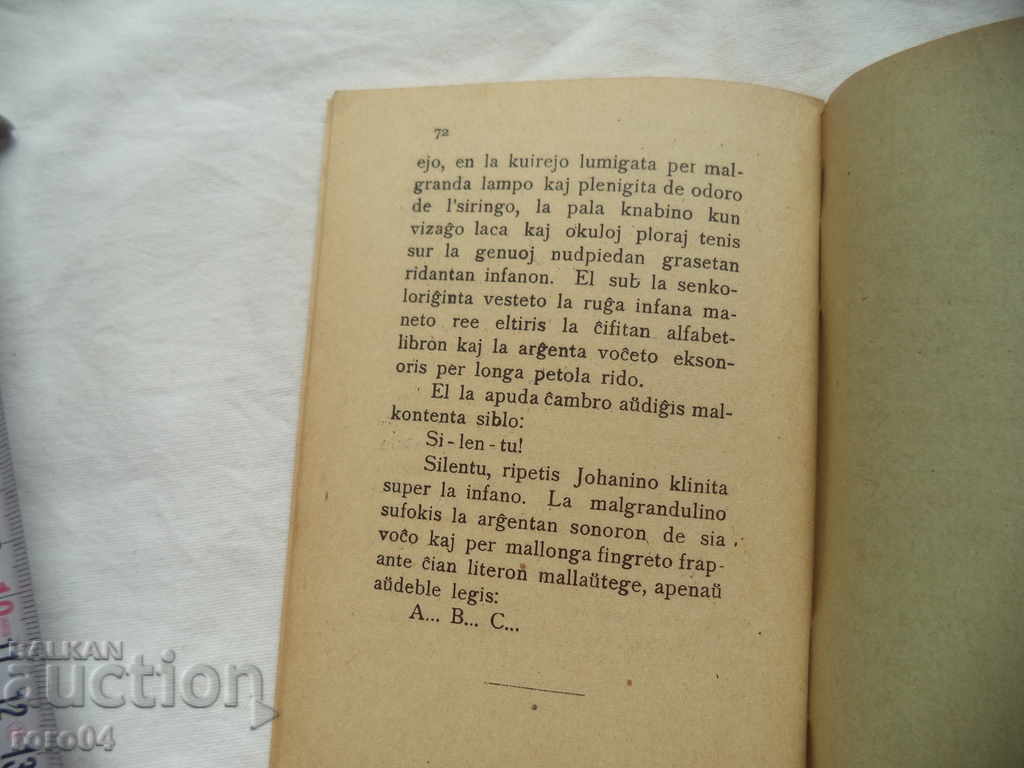 72
ejo, en la kuirejo lumigata per mal-
granda lampo kaj plenigita de odoro
de l'siringo, la pala knabino kun
vizaĝo laca kaj okuloj ploraj tenis
sur la genuoj nudpiedan grasetan
ridantan infanon. El sub la senko-
loriĝinta vesteto la ruĝa infana ma-
neto ree eltiris la ĉifitan alfabet-
libron kaj la arĝenta voĉeto ekson-
oris per longa petola rido.
El la apuda ĉambro aŭdiĝis mal-
kontenta siblo:
Si-len-tu!
Silentu, ripetis Johanino klinita
super la infano. La malgrandulino
sufokis la arĝentan sonoron de sia
voĉo kaj per mallonga fingreto frap-
ante ĉian literon mallaŭtege, apenaŭ
aŭdeble legis:
A... B... C...
10
11
12
13
BALKAN
auction
roro04